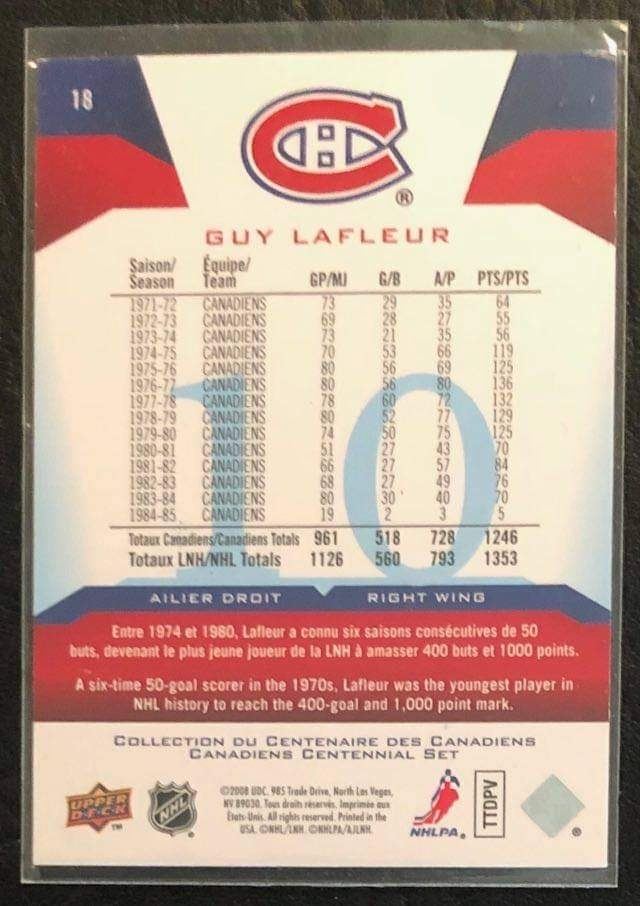 18
CH
®
GUY LAFLEUR
Saison/ Équipe/
Season Team GP/MJ G/B A/P PTS/PTS
1971-72 CANADIENS 73 29 35 64
1972-73 CANADIENS 69 28 27 55
1973-74 CANADIENS 73 21 35 56
1974-75 CANADIENS 70 53 66 119
1975-76 CANADIENS 80 56 69 125
1976-77 CANADIENS 80 56 80 136
1977-78 CANADIENS 78 60 72 132
1978-79 CANADIENS 80 52 77 129
1979-80 CANADIENS 74 50 75 125
1980-81 CANADIENS 51 27 43 70
1981-82 CANADIENS 66 27 57 84
1982-83 CANADIENS 68 27 49 76
1983-84 CANADIENS 80 30 40 70
1984-85 CANADIENS 19 2 3 5
10
Totaux Canadiens/Canadiens Totals 961 518 728 1246
Totaux LNH/NHL Totals 1126 560 793 1353
AILIER DROIT RIGHT WING
Entre 1974 et 1980, Lafleur a connu six saisons consécutives de 50
buts, devenant le plus jeune joueur de la LNH à amasser 400 buts et 1000 points.
A six-time 50-goal scorer in the 1970s, Lafleur was the youngest player in
NHL history to reach the 400-goal and 1,000 point mark.
COLLECTION DU CENTENAIRE DES CANADIENS
CANADIENS CENTENNIAL SET
UPPER DECK TM
NHL
©2008 UDC. 985 Trade Drive, North Las Vegas,
NV 89030. Tous droits réservés. Imprimée aux
États-Unis. All rights reserved. Printed in the
USA. ©NHL/LNH. ©NHLPA/AJLNH.
NHLPA®
TTDPV
®